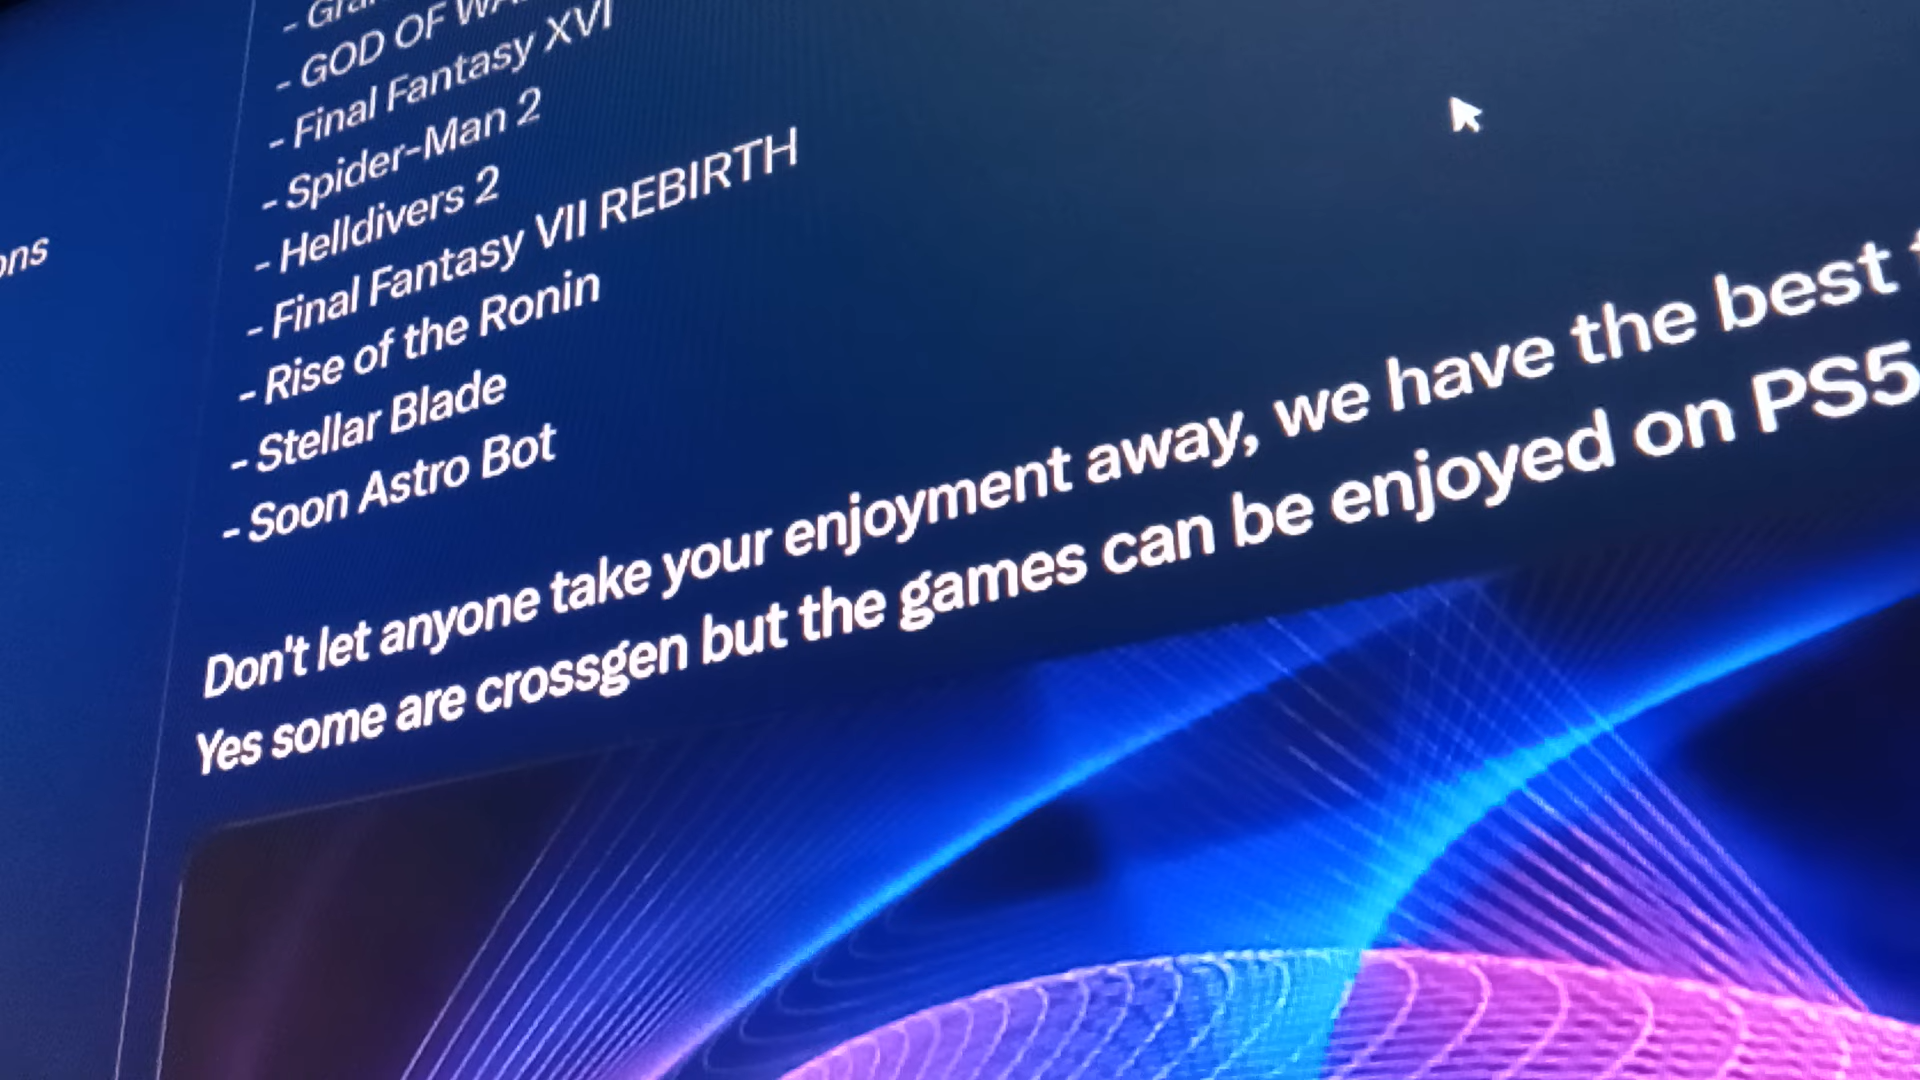 - GOD OF
- Final Fantasy XVI
- Spider-Man 2
- Helldivers 2
- Final Fantasy VII REBIRTH
- Rise of the Ronin
- Stellar Blade
- Soon Astro Bot
ons
Don't let anyone take your enjoyment away, we have the best
Yes some are crossgen but the games can be enjoyed on PS5